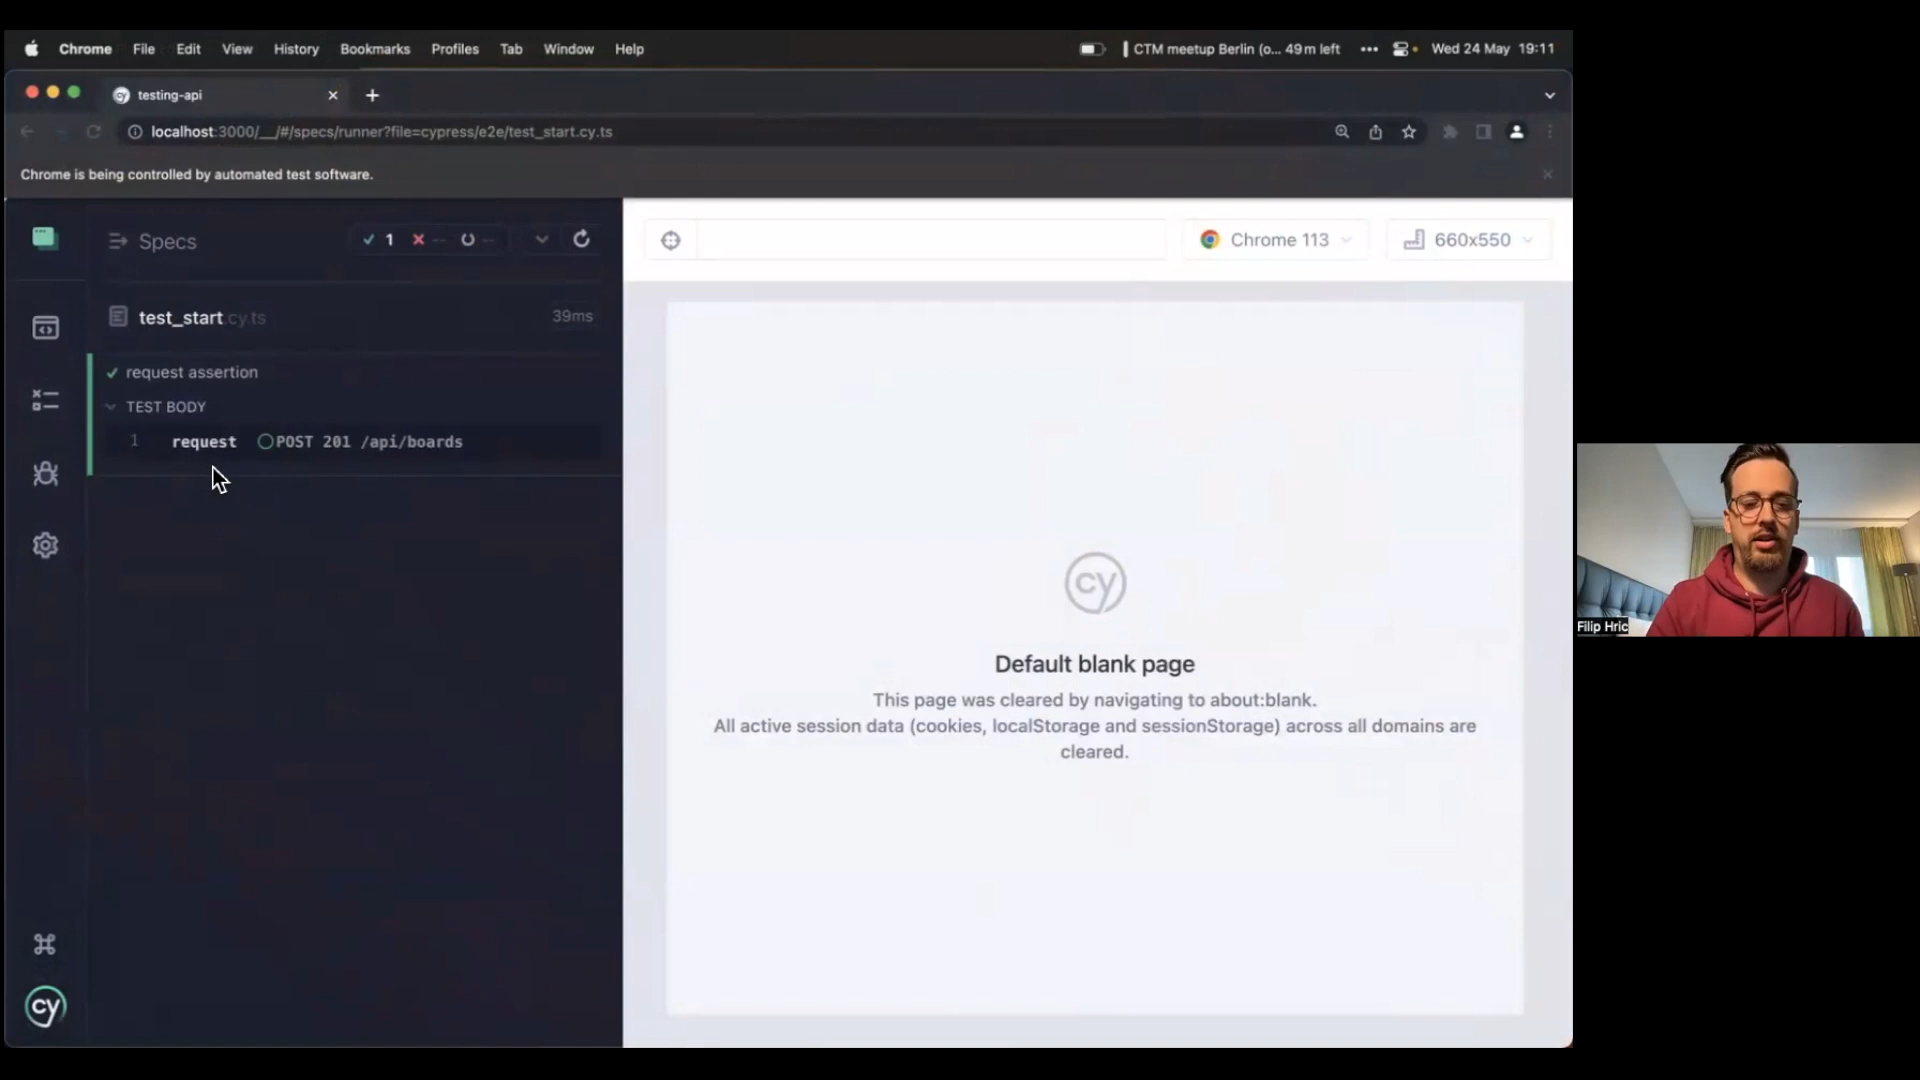 Chrome File Edit View History Bookmarks Profiles Tab Window Help
CTM meetup Berlin (o... 49 m left ••• Wed 24 May 19:11
testing-api
localhost:3000/__/#/specs/runner?file=cypress/e2e/test_start.cy.ts
Chrome is being controlled by automated test software.
Specs
1 -- --
Chrome 113
660x550
test_start.cy.ts 39ms
request assertion
TEST BODY
1 request POST 201 /api/boards
cy
Default blank page
This page was cleared by navigating to about:blank.
All active session data (cookies, localStorage and sessionStorage) across all domains are
cleared.
Filip Hric
cy